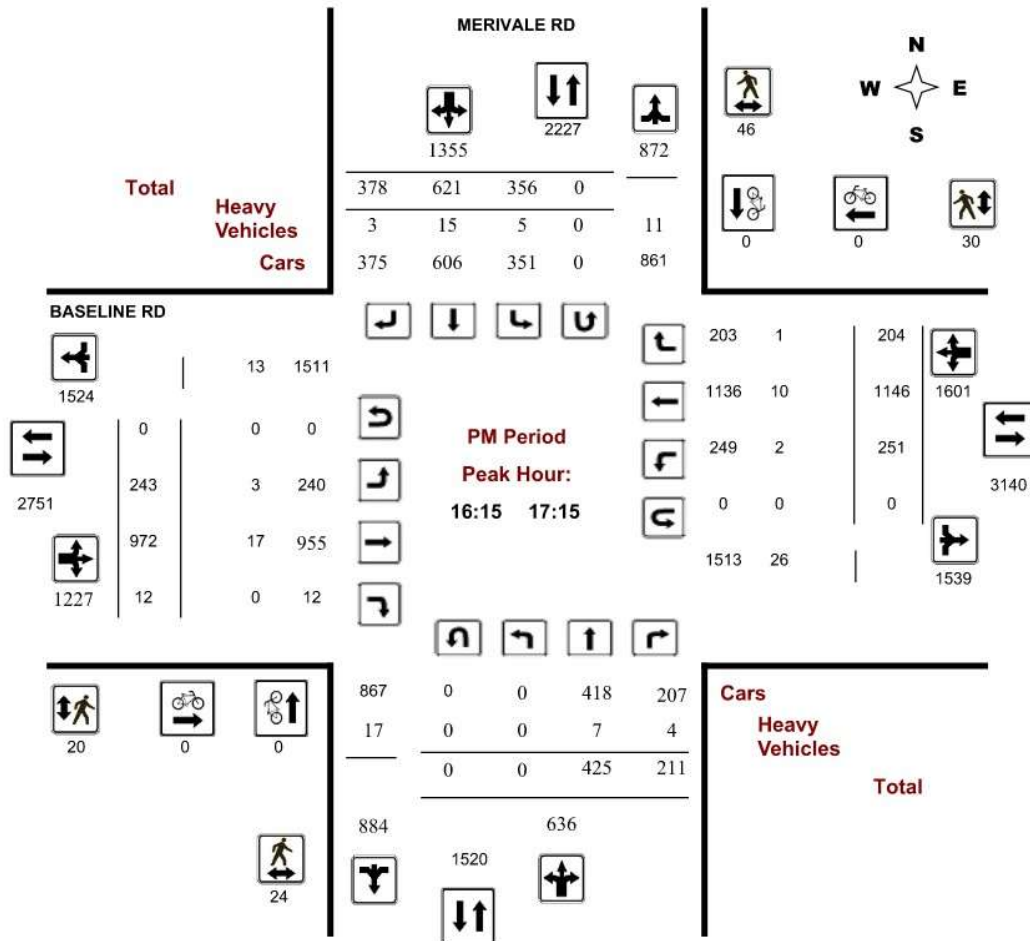 MERIVALE RD
N
W E
S
1355 2227 872 46
Total 378 621 356 0
Heavy
Vehicles 3 15 5 0 11
Cars 375 606 351 0 861
0 0 30
BASELINE RD
1524 13 1511
203 1 204
1601
1136 10 1146
0 0 0
PM Period
249 2 251
3140
243 3 240
Peak Hour:
2751
16:15 17:15
0 0 0
972 17 955
1513 26
1539
1227 12 0 12
867 0 0 418 207 Cars
17 0 0 7 4 Heavy
Vehicles
20 0 0
0 0 425 211 Total
884 636
1520
24